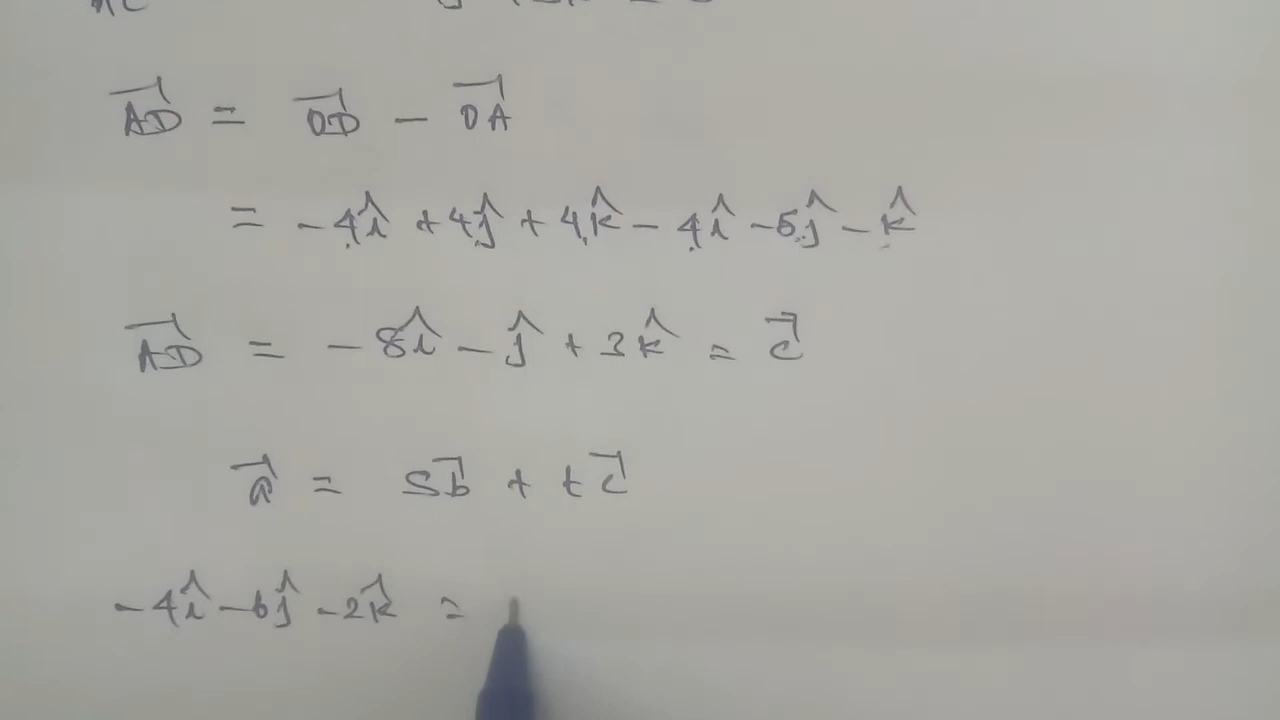 AD⃗ = OD⃗ - OA⃗
= -4î + 4ĵ + 4k̂ - 4î - 5ĵ - k̂
AD⃗ = -8î - ĵ + 3k̂ = c⃗
a⃗ = sb⃗ + tc⃗
-4î - 6ĵ - 2k̂ =